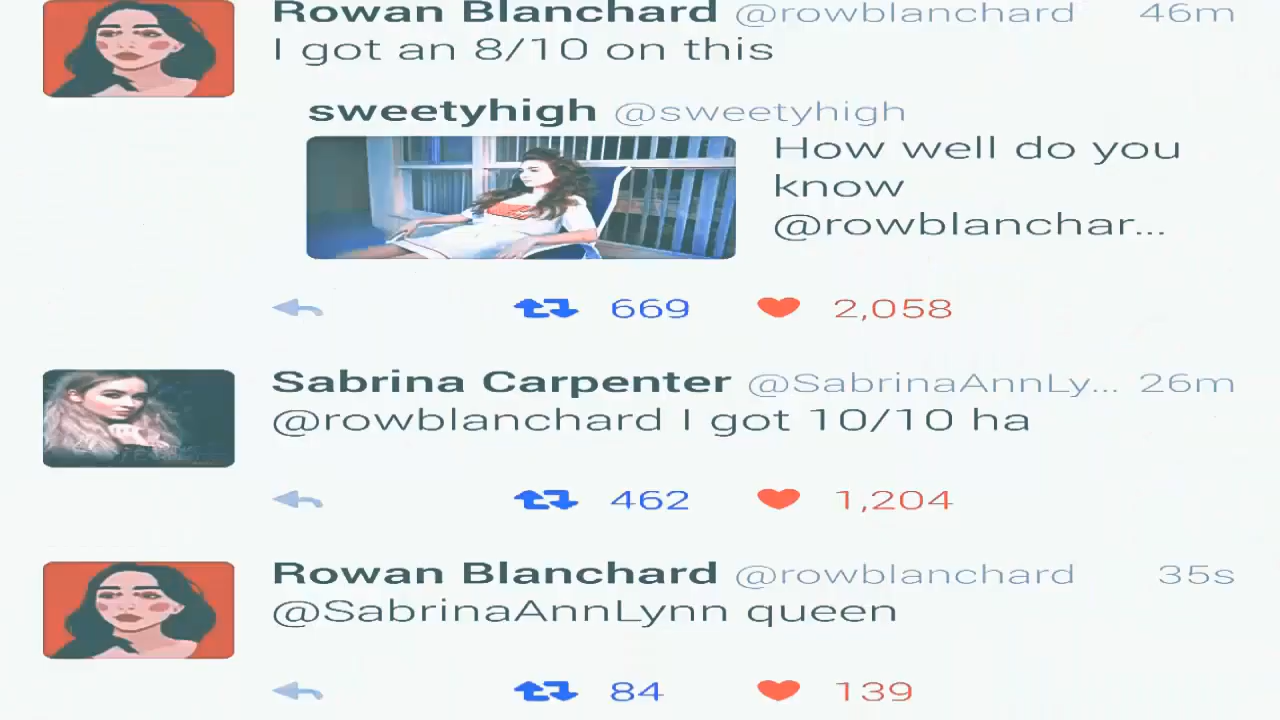 Rowan Blanchard @rowblanchard 46m
I got an 8/10 on this
sweetyhigh @sweetyhigh
How well do you
know
@rowblanchar...
669 2,058
Sabrina Carpenter @SabrinaAnnLy... 26m
@rowblanchard I got 10/10 ha
462 1,204
Rowan Blanchard @rowblanchard 35s
@SabrinaAnnLynn queen
84 139